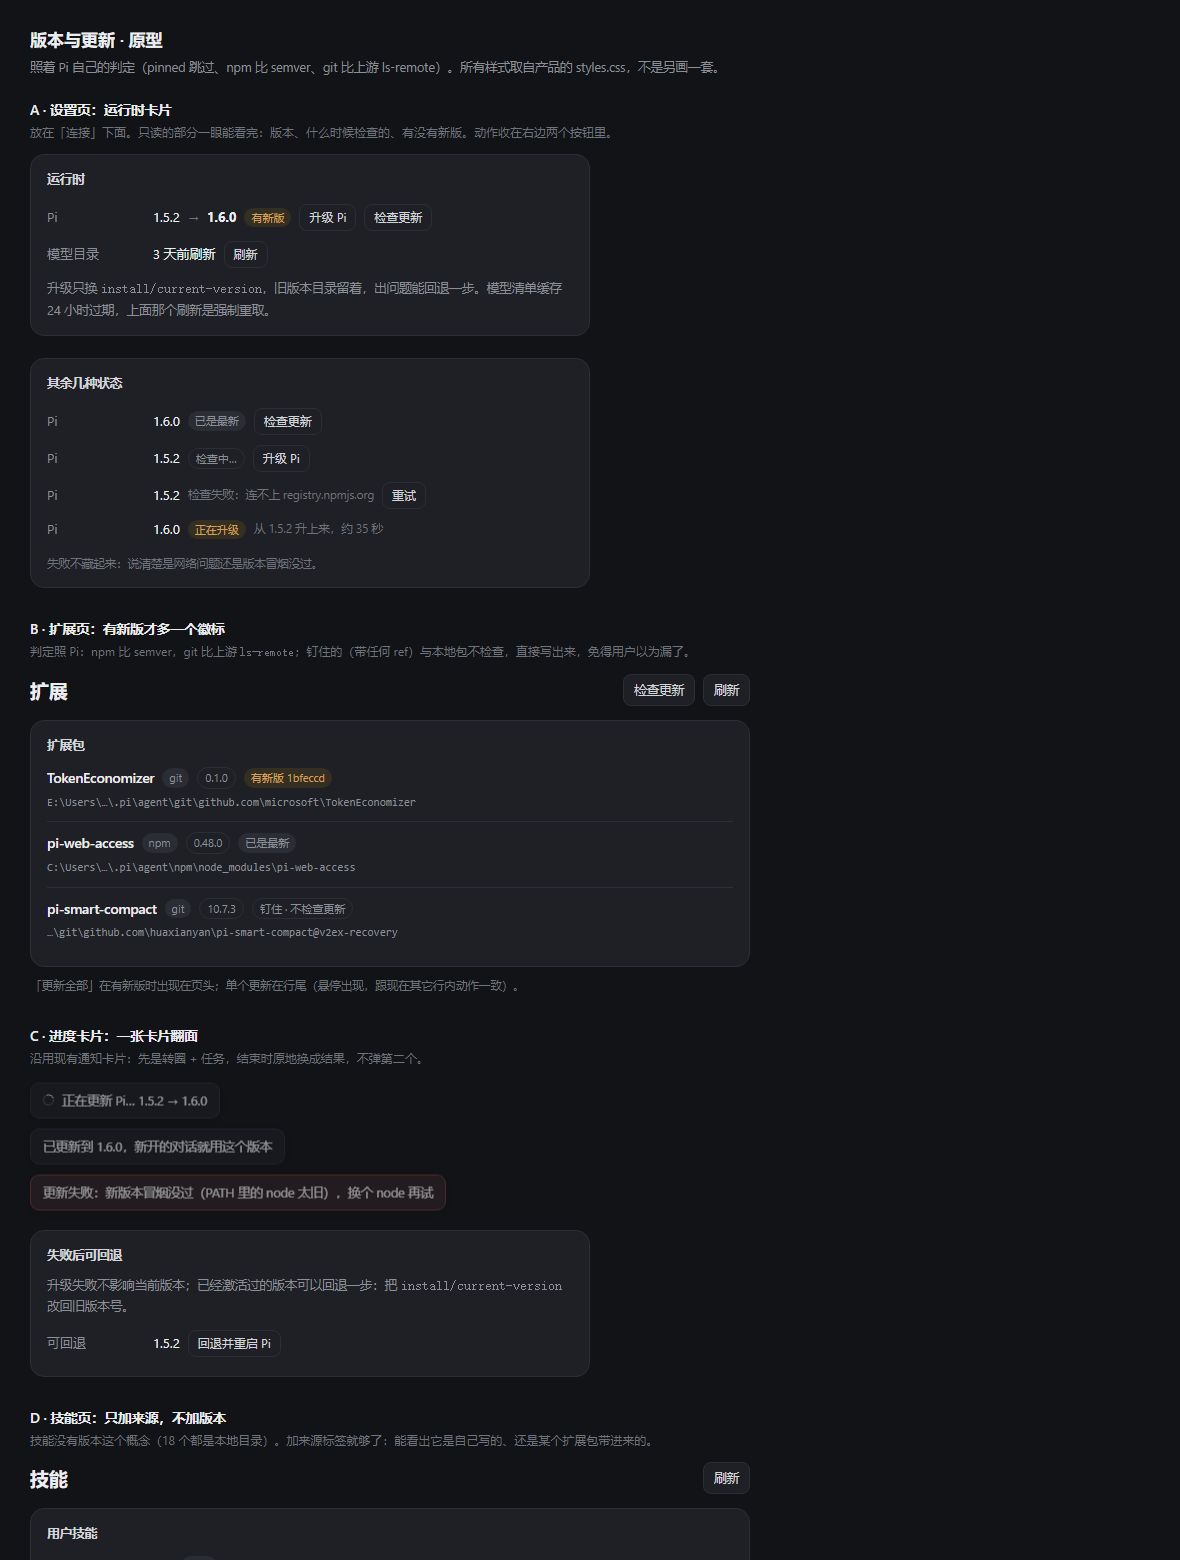 版本与更新 · 原型
照着 Pi 自己的判定（pinned 跳过、npm 比 semver、git 比上游 ls-remote）。所有样式取自产品的 styles.css，不是另画一套。
A · 设置页：运行时卡片
放在「连接」下面。只读的部分一眼能看完：版本、什么时候检查的、有没有新版。动作收在右边两个按钮里。
运行时
Pi 1.5.2 → 1.6.0 有新版 升级 Pi 检查更新
模型目录 3 天前刷新 刷新
升级只换 install/current-version，旧版本目录留着，出问题能回退一步。模型清单缓存
24 小时过期，上面那个刷新是强制重取。
其余几种状态
Pi 1.6.0 已是最新 检查更新
Pi 1.5.2 检查中... 升级 Pi
Pi 1.5.2 检查失败：连不上 registry.npmjs.org 重试
Pi 1.6.0 正在升级 从 1.5.2 升上来，约 35 秒
失败不藏起来：说清楚是网络问题还是版本冒烟没过。
B · 扩展页：有新版才多一个徽标
判定照 Pi：npm 比 semver，git 比上游 ls-remote；钉住的（带任何 ref）与本地包不检查，直接写出来，免得用户以为漏了。
扩展 检查更新 刷新
扩展包
TokenEconomizer git 0.1.0 有新版 1bfeccd
E:\Users\…\.pi\agent\git\github.com\microsoft\TokenEconomizer
pi-web-access npm 0.48.0 已是最新
C:\Users\…\.pi\agent\npm\node_modules\pi-web-access
pi-smart-compact git 10.7.3 钉住 · 不检查更新
…\git\github.com\huaxianyan\pi-smart-compact@v2ex-recovery
「更新全部」在有新版时出现在页头；单个更新在行尾（悬停出现，跟现在其它行内动作一致）。
C · 进度卡片：一张卡片翻面
沿用现有通知卡片：先是转圈 + 任务，结束时原地换成结果，不弹第二个。
正在更新 Pi... 1.5.2 → 1.6.0
已更新到 1.6.0，新开的对话就用这个版本
更新失败：新版本冒烟没过（PATH 里的 node 太旧），换个 node 再试
失败后可回退
升级失败不影响当前版本；已经激活过的版本可以回退一步：把 install/current-version
改回旧版本号。
可回退 1.5.2 回退并重启 Pi
D · 技能页：只加来源，不加版本
技能没有版本这个概念（18 个都是本地目录）。加来源标签就够了：能看出它是自己写的、还是某个扩展包带进来的。
技能 刷新
用户技能